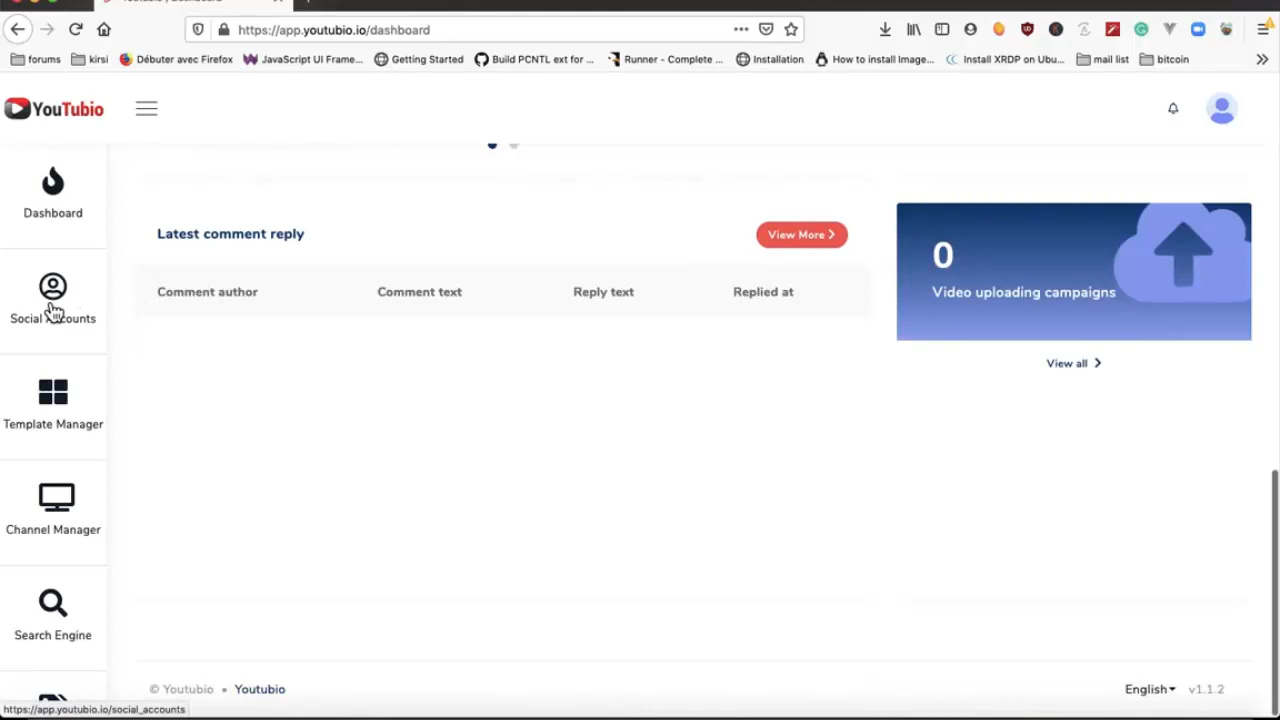 https://app.youtubio.io/dashboard
forums
kirsi
Débuter avec Firefox
JavaScript UI Frame...
Getting Started
Build PCNTL ext for ...
Runner - Complete ...
Installation
How to install Image...
Install XRDP on Ubu...
mail list
bitcoin
YouTubio
Dashboard
Latest comment reply
View More
0
Video uploading campaigns
Comment author
Comment text
Reply text
Replied at
Social Accounts
View all
Template Manager
Channel Manager
Search Engine
© Youtubio • Youtubio
English
v1.1.2
https://app.youtubio.io/social_accounts